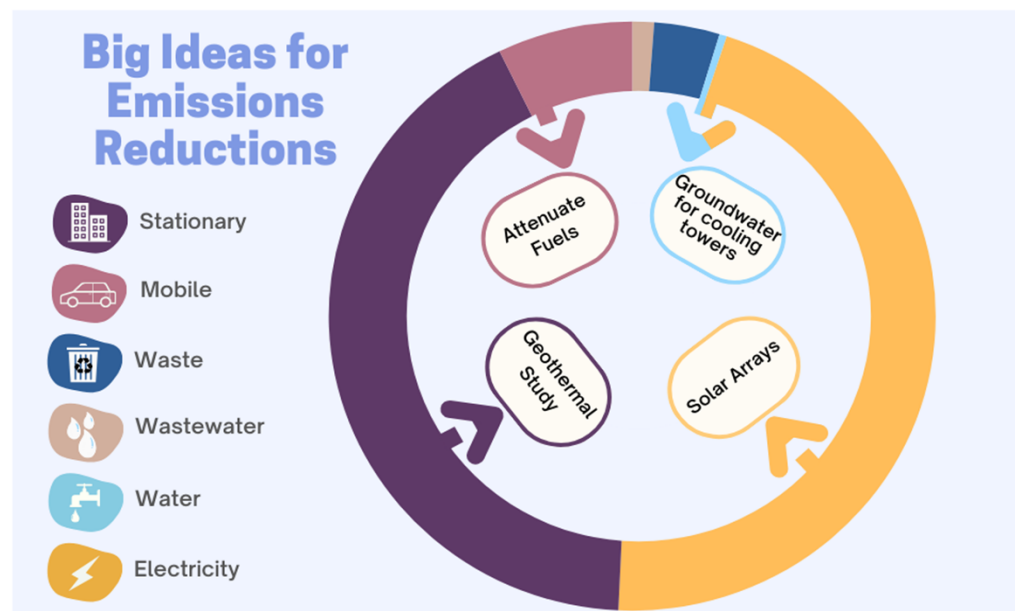 Big Ideas for
Emissions
Reductions
Stationary
Mobile
Waste
Wastewater
Water
Electricity
Attenuate
Fuels
Groundwater
for cooling
towers
Geothermal
Study
Solar Arrays